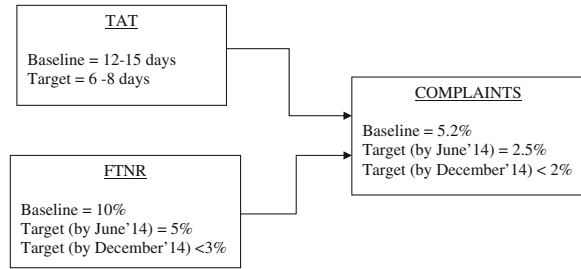 TAT
Baseline = 12-15 days
Target = 6 -8 days
COMPLAINTS
Baseline = 5.2%
Target (by June’14) = 2.5%
Target (by December’14) < 2%
FTNR
Baseline = 10%
Target (by June’14) = 5%
Target (by December’14) <3%